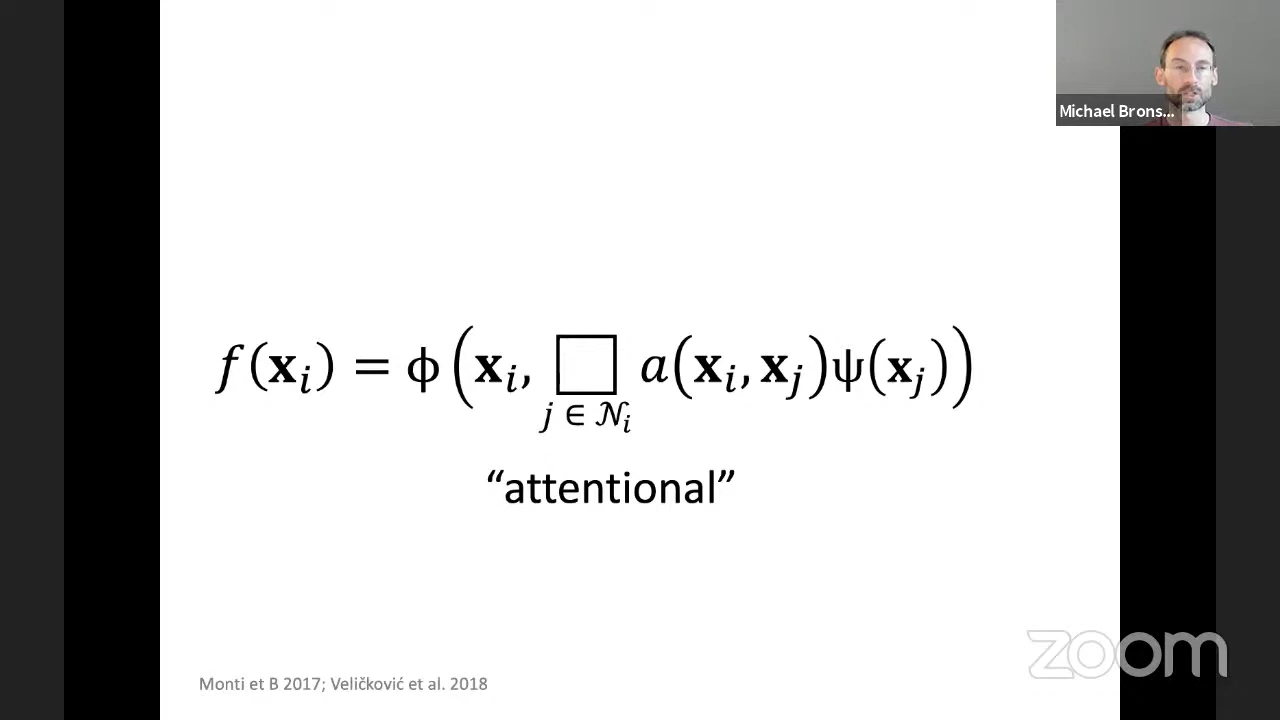 Michael Brons...
f(𝐱ᵢ) = ϕ(𝐱ᵢ, □ a(𝐱ᵢ, 𝐱ⱼ)ψ(𝐱ⱼ))
j ∈ 𝒩ᵢ
“attentional”
zoom
Monti et B 2017; Veličković et al. 2018